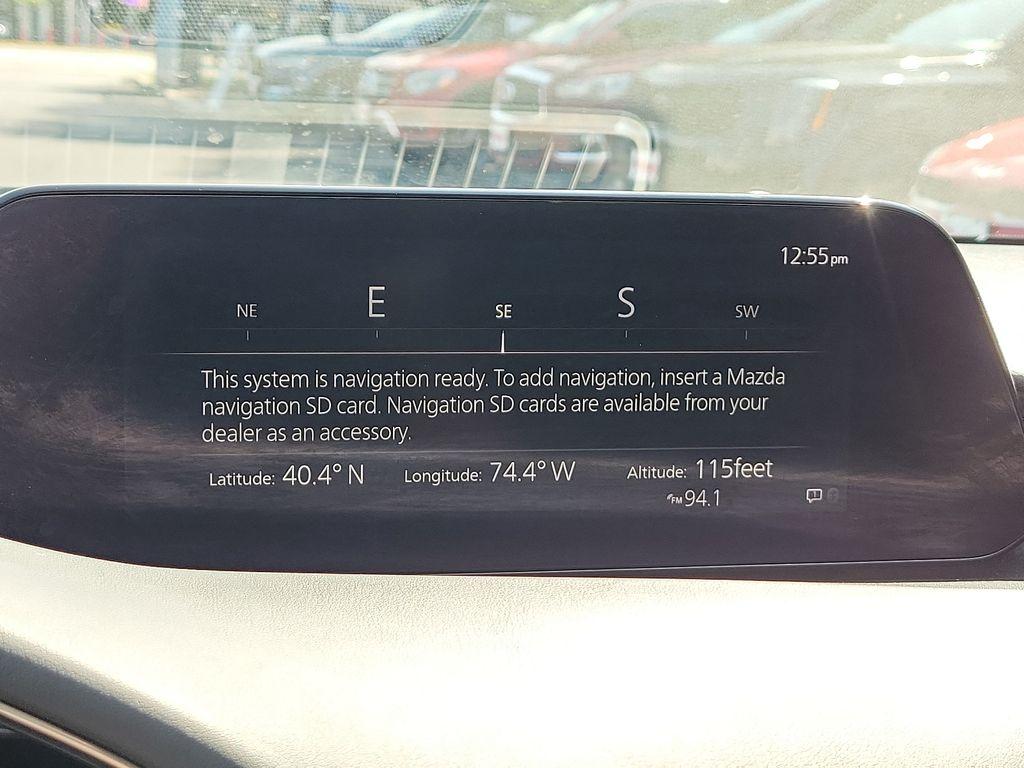 12:55pm
NE E SE S SW
This system is navigation ready. To add navigation, insert a Mazda
navigation SD card. Navigation SD cards are available from your
dealer as an accessory.
Latitude: 40.4° N Longitude: 74.4° W Altitude: 115feet
FM 94.1